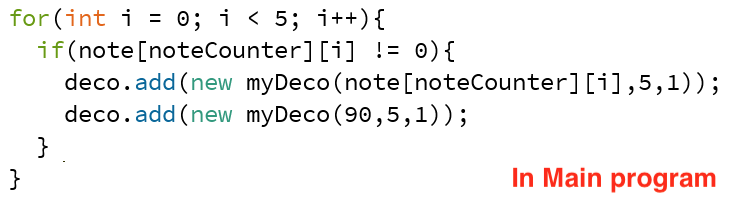 for(int i = 0; i < 5; i++){
  if(note[noteCounter][i] != 0){
    deco.add(new myDeco(note[noteCounter][i],5,1));
    deco.add(new myDeco(90,5,1));
  }
}
In Main program